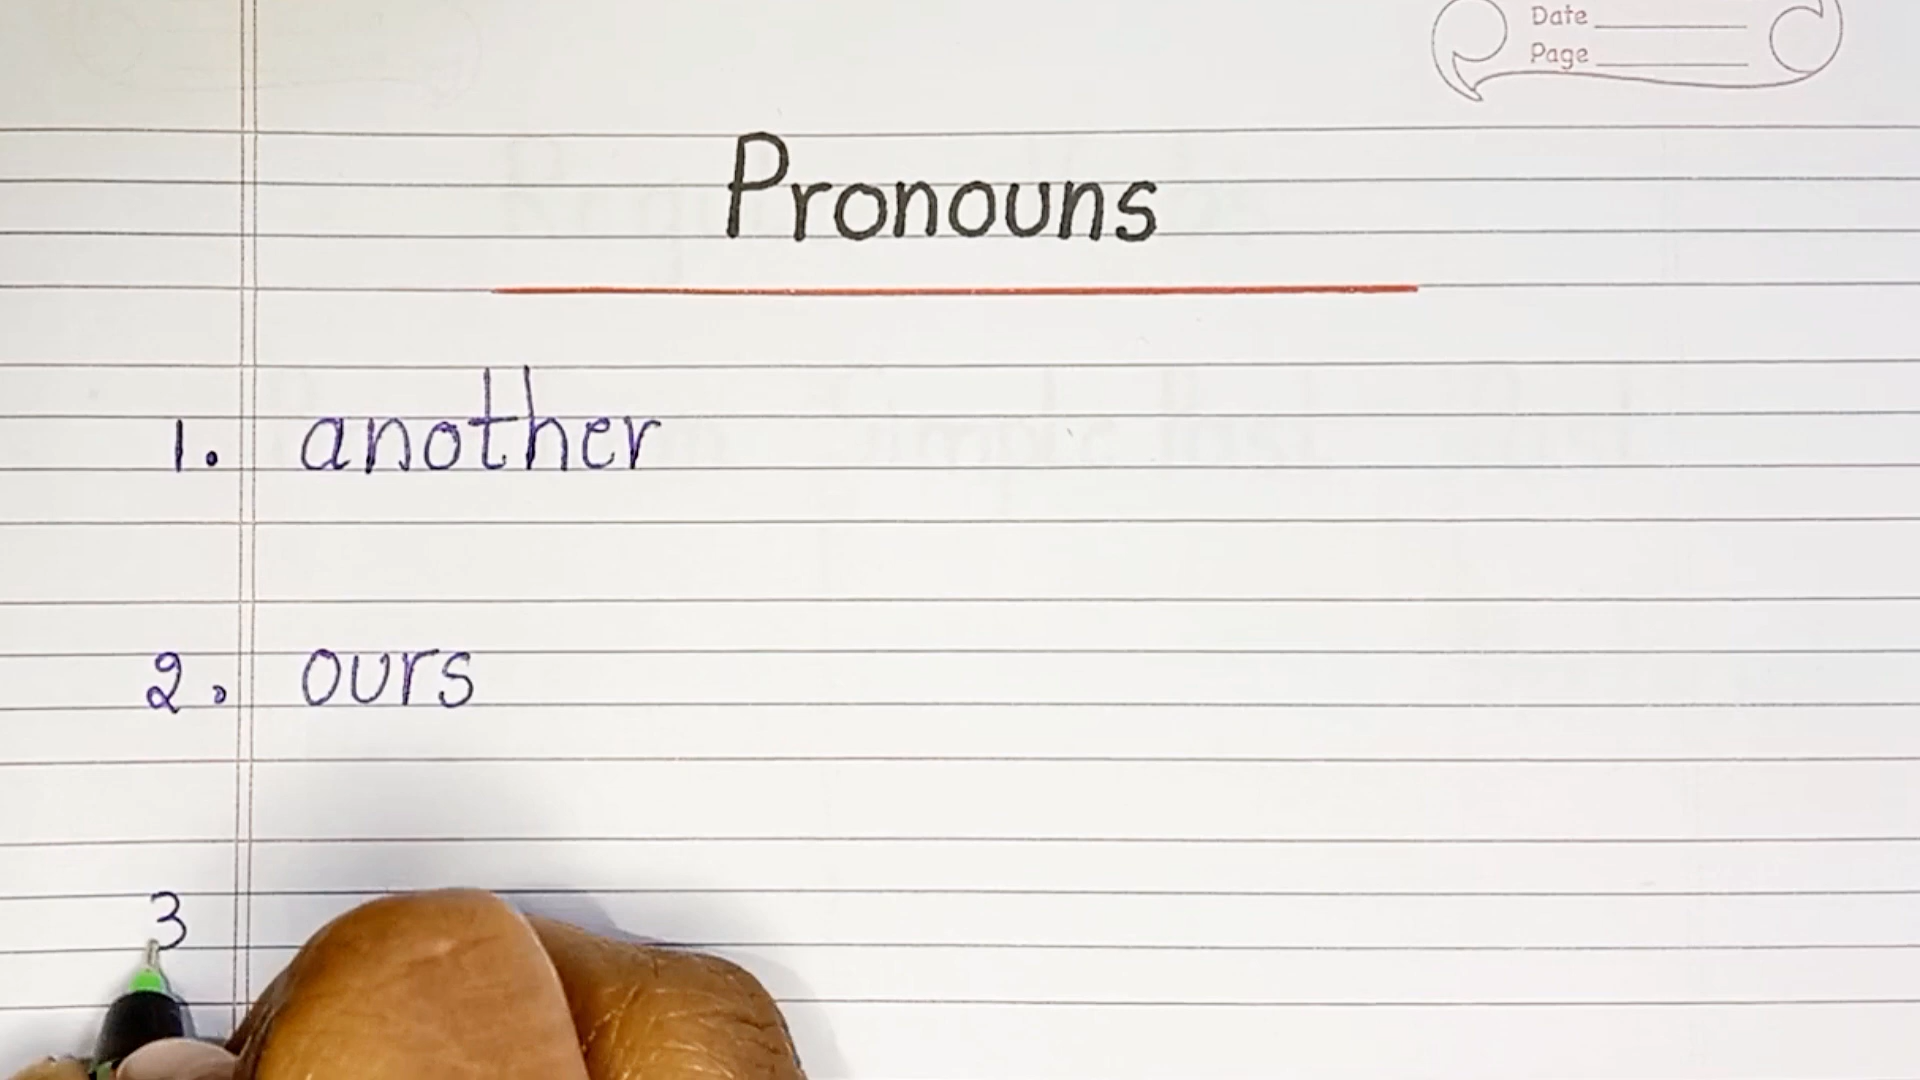 Date
Page
Pronouns
1. another
2. ours
3